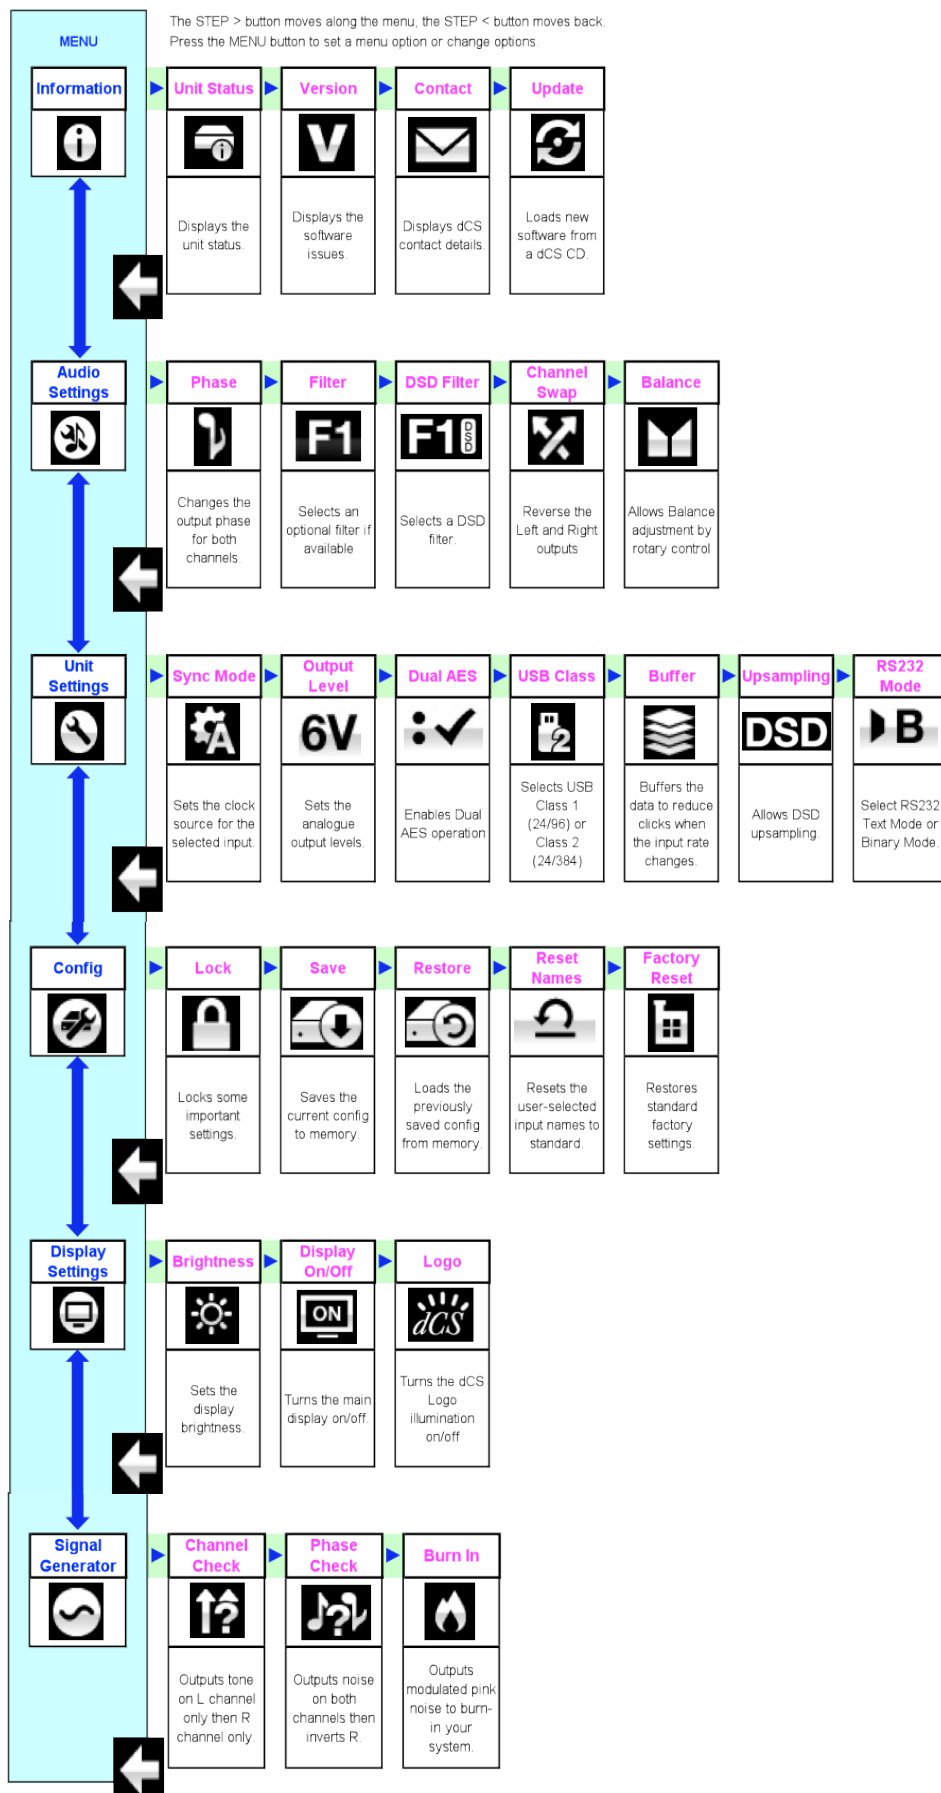 The STEP > button moves along the menu, the STEP < button moves back.
Press the MENU button to set a menu option or change options.
MENU
Information
Unit Status
Version
Contact
Update
i
i
V
Displays the
unit status.
Displays the
software
issues.
Displays dCS
contact details.
Loads new
software from
a dCS CD.
Audio
Settings
Phase
Filter
DSD Filter
Channel
Swap
Balance
F1
F1 DSD
Changes the
output phase
for both
channels.
Selects an
optional filter if
available
Selects a DSD
filter.
Reverse the
Left and Right
outputs
Allows Balance
adjustment by
rotary control
Unit
Settings
Sync Mode
Output
Level
Dual AES
USB Class
Buffer
Upsampling
RS232
Mode
A
6V
2
DSD
B
Sets the clock
source for the
selected input.
Sets the
analogue
output levels.
Enables Dual
AES operation
Selects USB
Class 1
(24/96) or
Class 2
(24/384)
Buffers the
data to reduce
clicks when
the input rate
changes.
Allows DSD
upsampling.
Select RS232
Text Mode or
Binary Mode.
Config
Lock
Save
Restore
Reset
Names
Factory
Reset
Locks some
important
settings.
Saves the
current config
to memory.
Loads the
previously
saved config
from memory.
Resets the
user-selected
input names to
standard.
Restores
standard
factory
settings.
Display
Settings
Brightness
Display
On/Off
Logo
ON
dCS
Sets the
display
brightness.
Turns the main
display on/off.
Turns the dCS
Logo
illumination
on/off
Signal
Generator
Channel
Check
Phase
Check
Burn In
?
?
Outputs tone
on L channel
only then R
channel only.
Outputs noise
on both
channels then
inverts R.
Outputs
modulated pink
noise to burn-
in your
system.